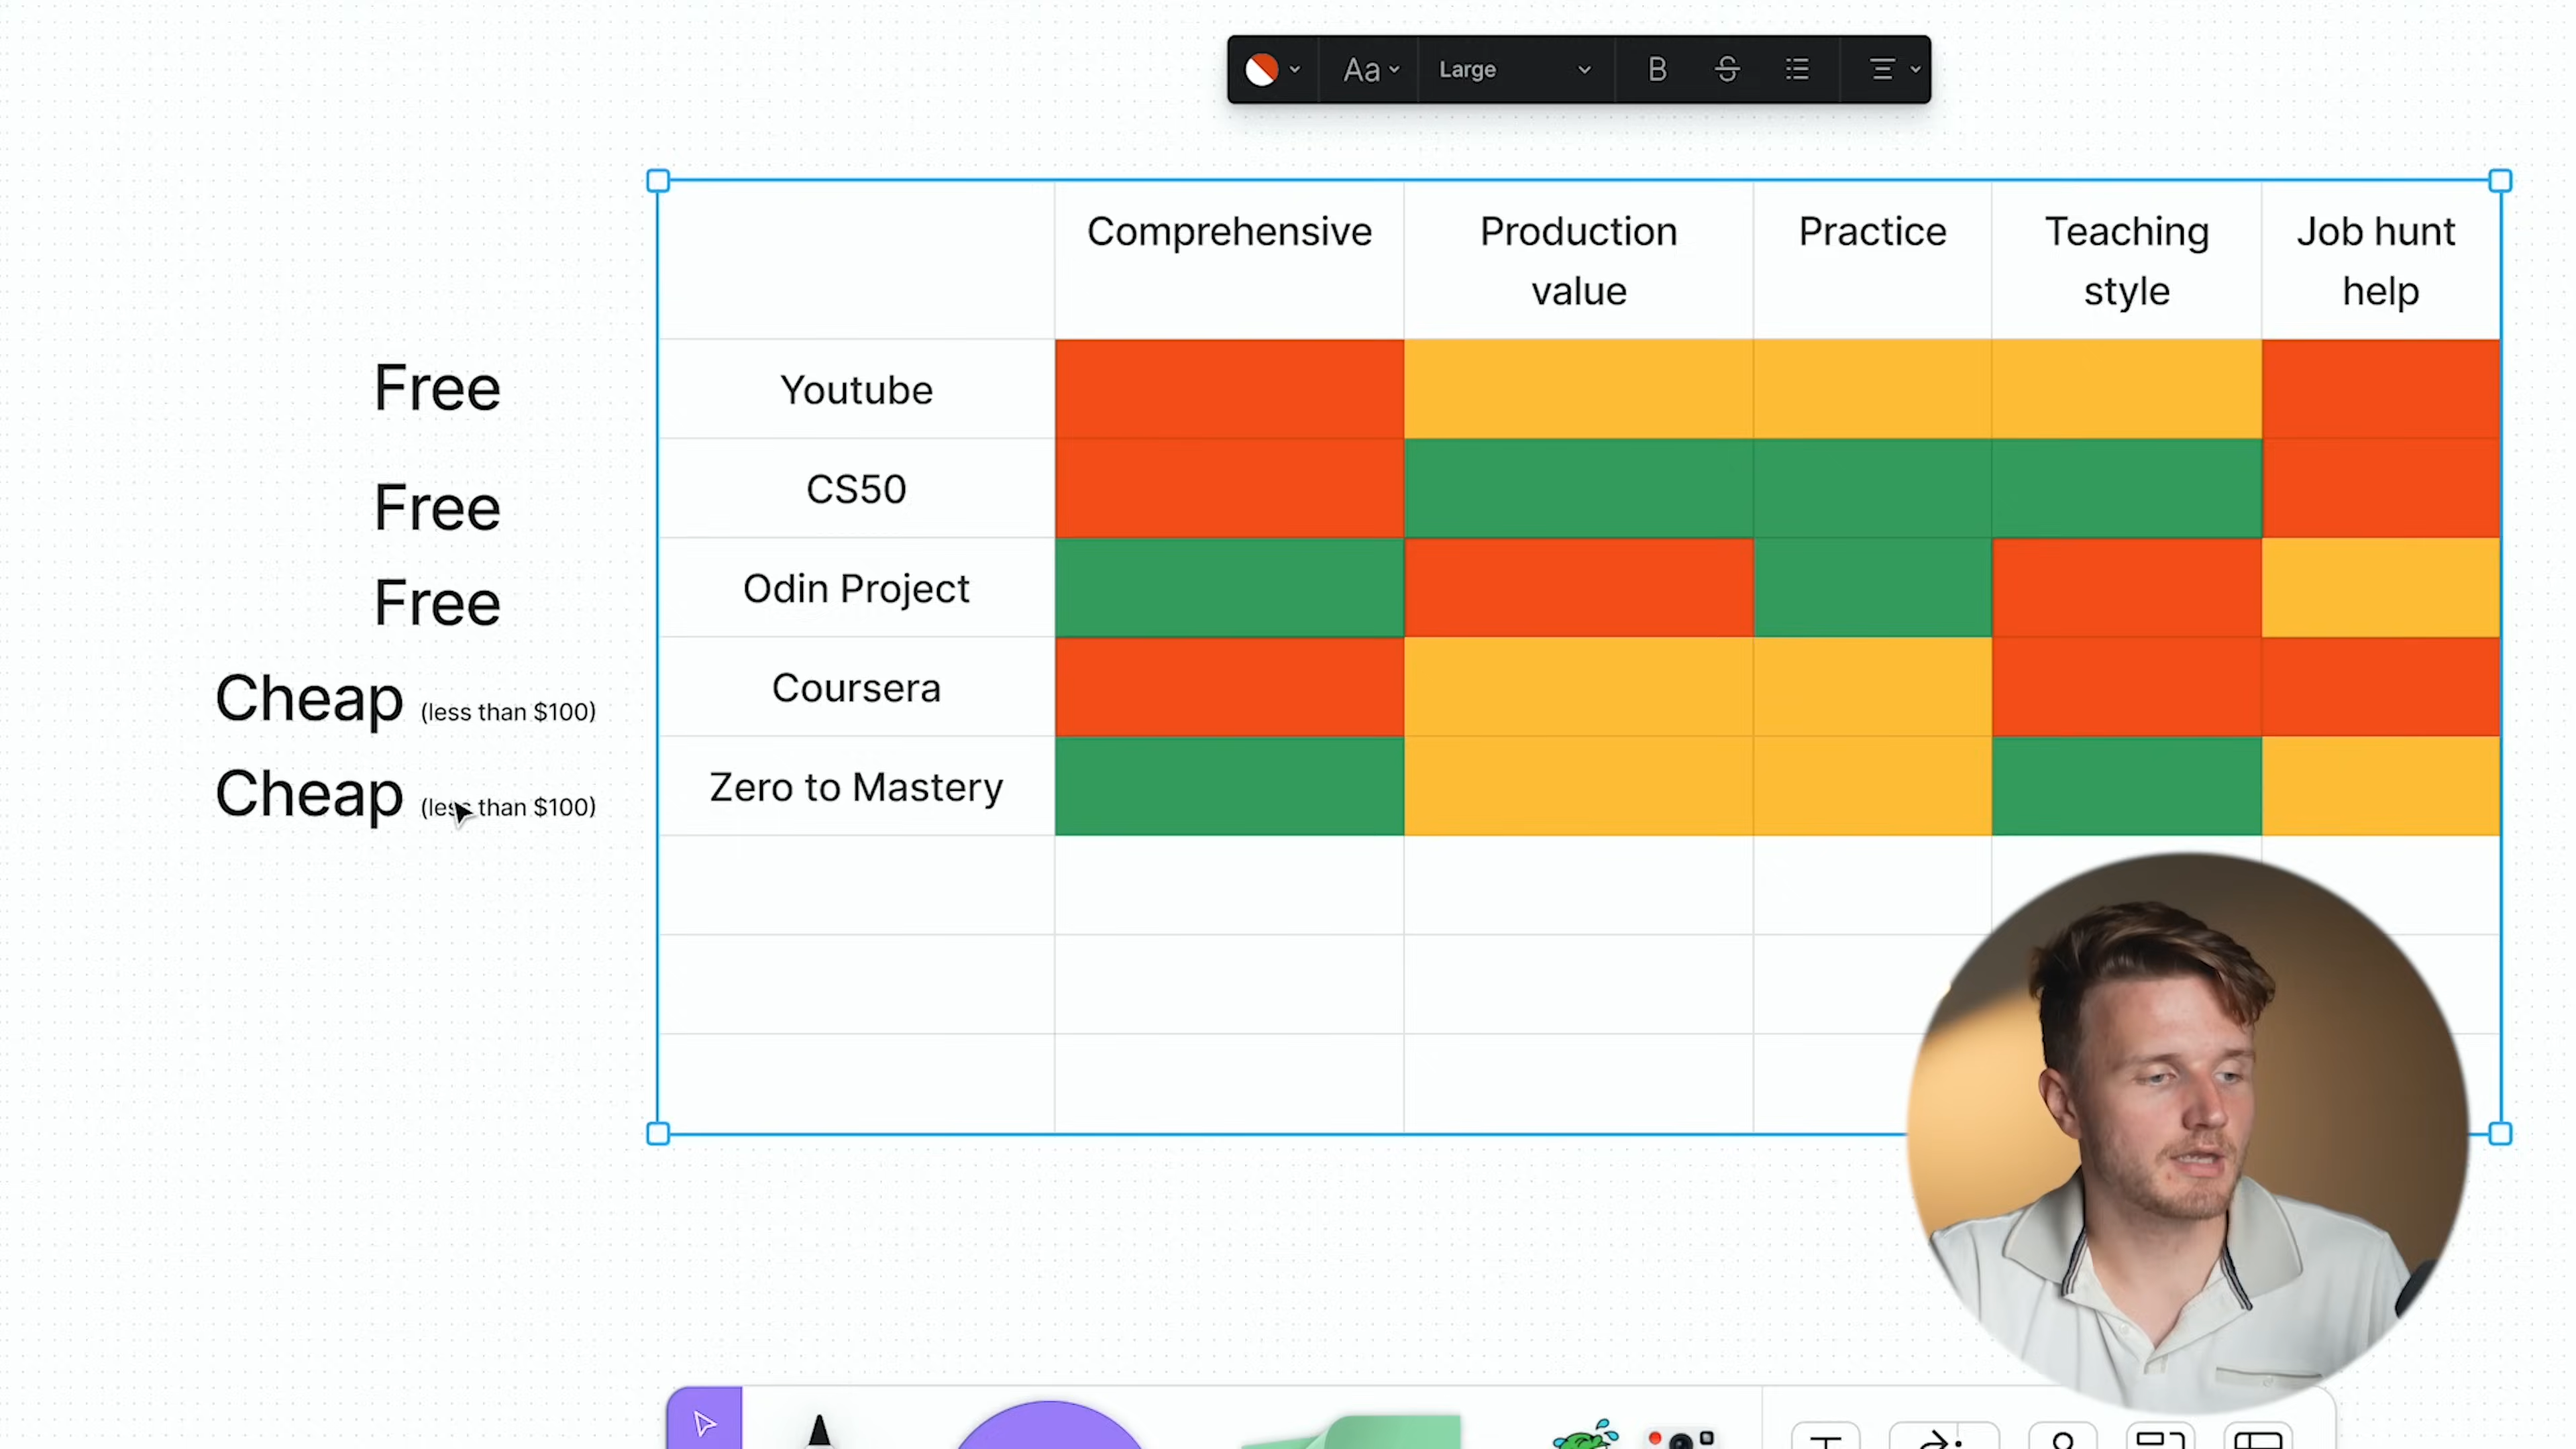 Aa
Large
B
S
Comprehensive
Production
value
Practice
Teaching
style
Job hunt
help
Free
Youtube
Free
CS50
Free
Odin Project
Cheap (less than $100)
Coursera
Cheap (less than $100)
Zero to Mastery
T